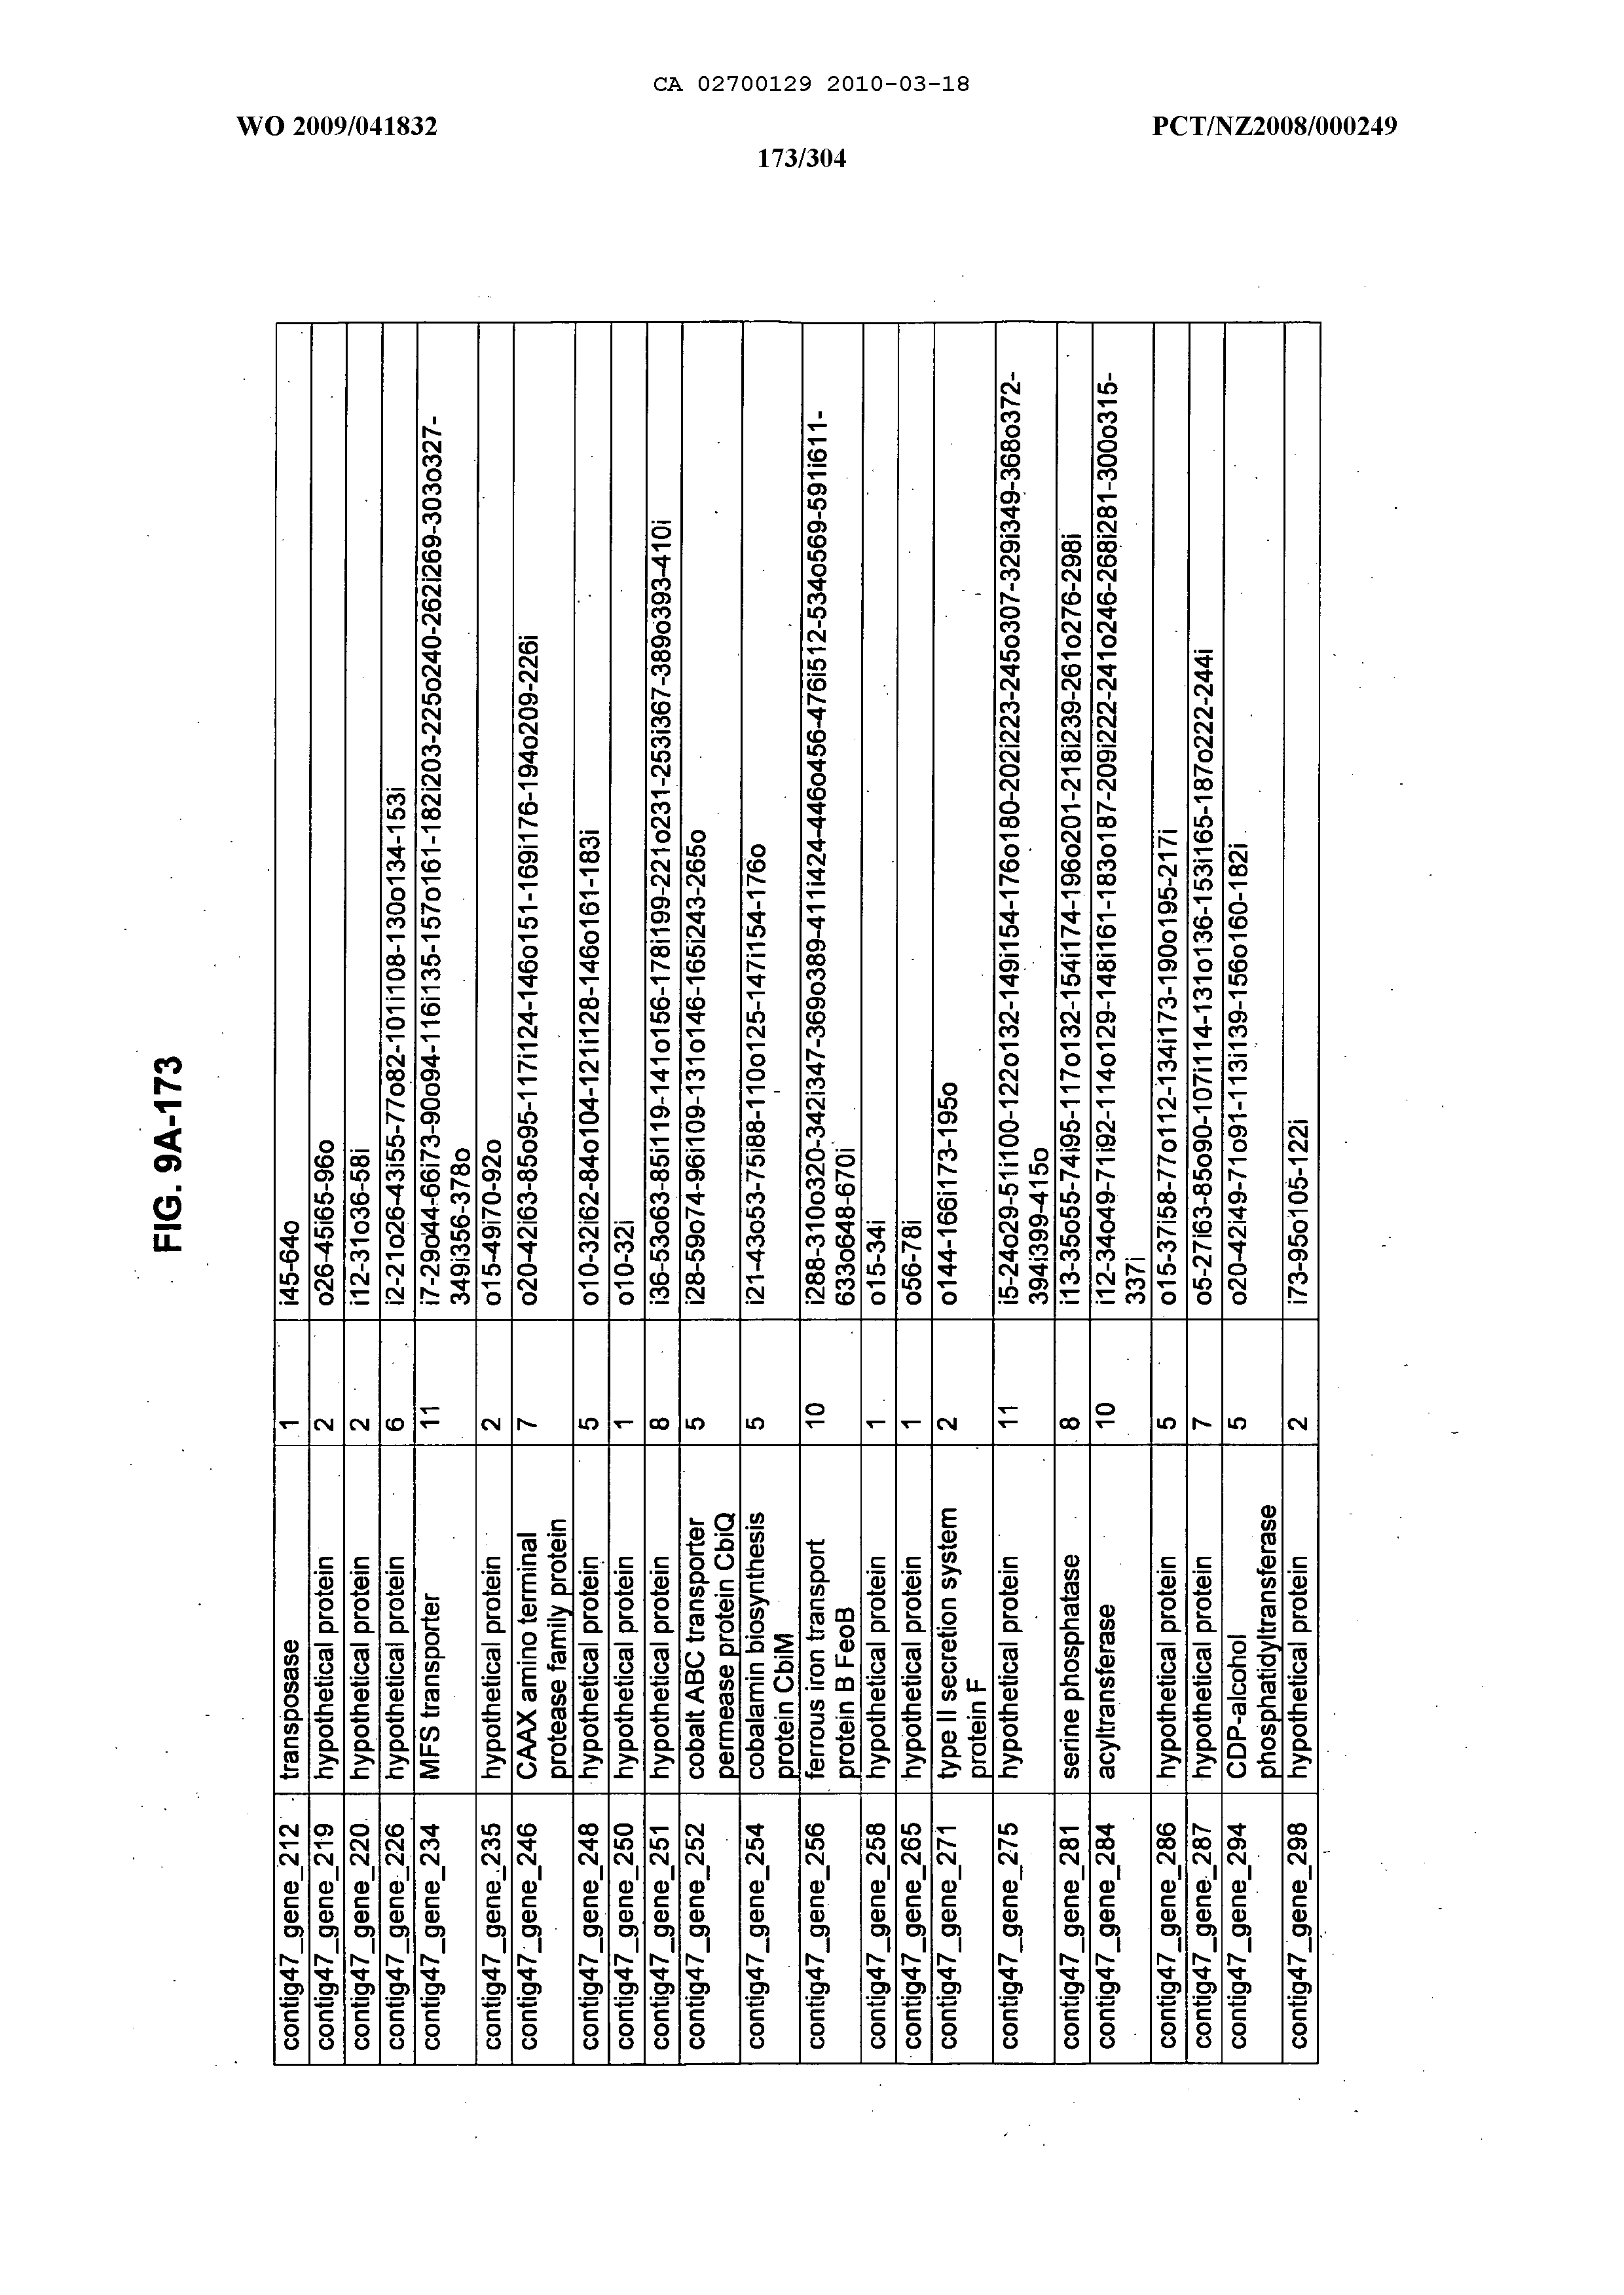 CA 02700129 2010-03-18
WO 2009/041832 PCT/NZ2008/000249
173/304
FIG. 9A-173
contig47_gene_212 transposase 1 i45-64o
contig47_gene_219 hypothetical protein 2 o26-45i65-96o
contig47_gene_220 hypothetical protein 2 i12-31o36-58i
contig47_gene_226 hypothetical protein 6 i2-21o26-43i55-77o82-101i108-130o134-153i
contig47_gene_234 MFS transporter 11 i7-29o44-66i73-90o94-116i135-157o161-182i203-225o240-262i269-303o327-
349i356-378o
contig47_gene_235 hypothetical protein 2 o15-49i70-92o
contig47_gene_246 CAAX amino terminal 7 o20-42i63-85o95-117i124-146o151-169i176-194o209-226i
protease family protein
contig47_gene_248 hypothetical protein 5 o10-32i62-84o104-121i128-146o161-183i
contig47_gene_250 hypothetical protein 1 o10-32i
contig47_gene_251 hypothetical protein 8 i36-53o63-85i119-141o156-178i199-221o231-253i367-389o393-410i
contig47_gene_252 cobalt ABC transporter 5 i28-59o74-96i109-131o146-165i243-265o
permease protein CbiQ
contig47_gene_254 cobalamin biosynthesis 5 i21-43o53-75i88-110o125-147i154-176o
protein CbiM
contig47_gene_256 ferrous iron transport 10 i288-310o320-342i347-369o389-411i424-446o456-476i512-534o569-591i611-
protein B FeoB 633o648-670i
contig47_gene_258 hypothetical protein 1 o15-34i
contig47_gene_265 hypothetical protein 1 o56-78i
contig47_gene_271 type II secretion system 2 o144-166i173-195o
protein F
contig47_gene_275 hypothetical protein 11 i5-24o29-51i100-122o132-149i154-176o180-202i223-245o307-329i349-368o372-
394i399-415o
contig47_gene_281 serine phosphatase 8 i13-35o55-74i95-117o132-154i174-196o201-218i239-261o276-298i
contig47_gene_284 acyltransferase 10 i12-34o49-71i92-114o129-148i161-183o187-209i222-241o246-268i281-300o315-
337i
contig47_gene_286 hypothetical protein 5 o15-37i58-77o112-134i173-190o195-217i
contig47_gene_287 hypothetical protein 7 o5-27i63-85o90-107i114-131o136-153i165-187o222-244i
contig47_gene_294 CDP-alcohol 5 o20-42i49-71o91-113i139-156o160-182i
phosphatidyltransferase
contig47_gene_298 hypothetical protein 2 i73-95o105-122i